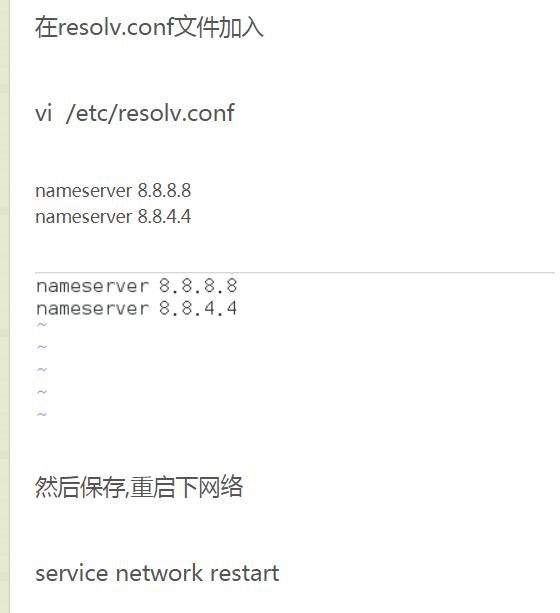 在resolv.conf文件加入
vi /etc/resolv.conf
nameserver 8.8.8.8
nameserver 8.8.4.4
nameserver 8.8.8.8
nameserver 8.8.4.4
~
~
~
~
~
然后保存,重启下网络
service network restart